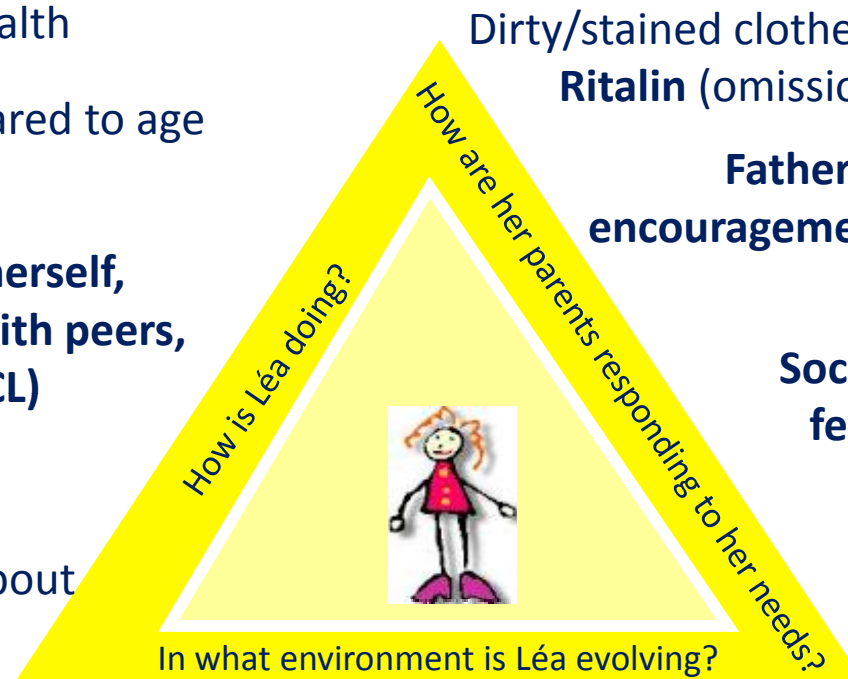 alth
ared to age
herself,
ith peers,
CL)
bout
Dirty/stained clothe
Ritalin (omissio
Father
encourageme
Soc
fe
How is Léa doing?
How are her parents responding to her needs?
In what environment is Léa evolving?